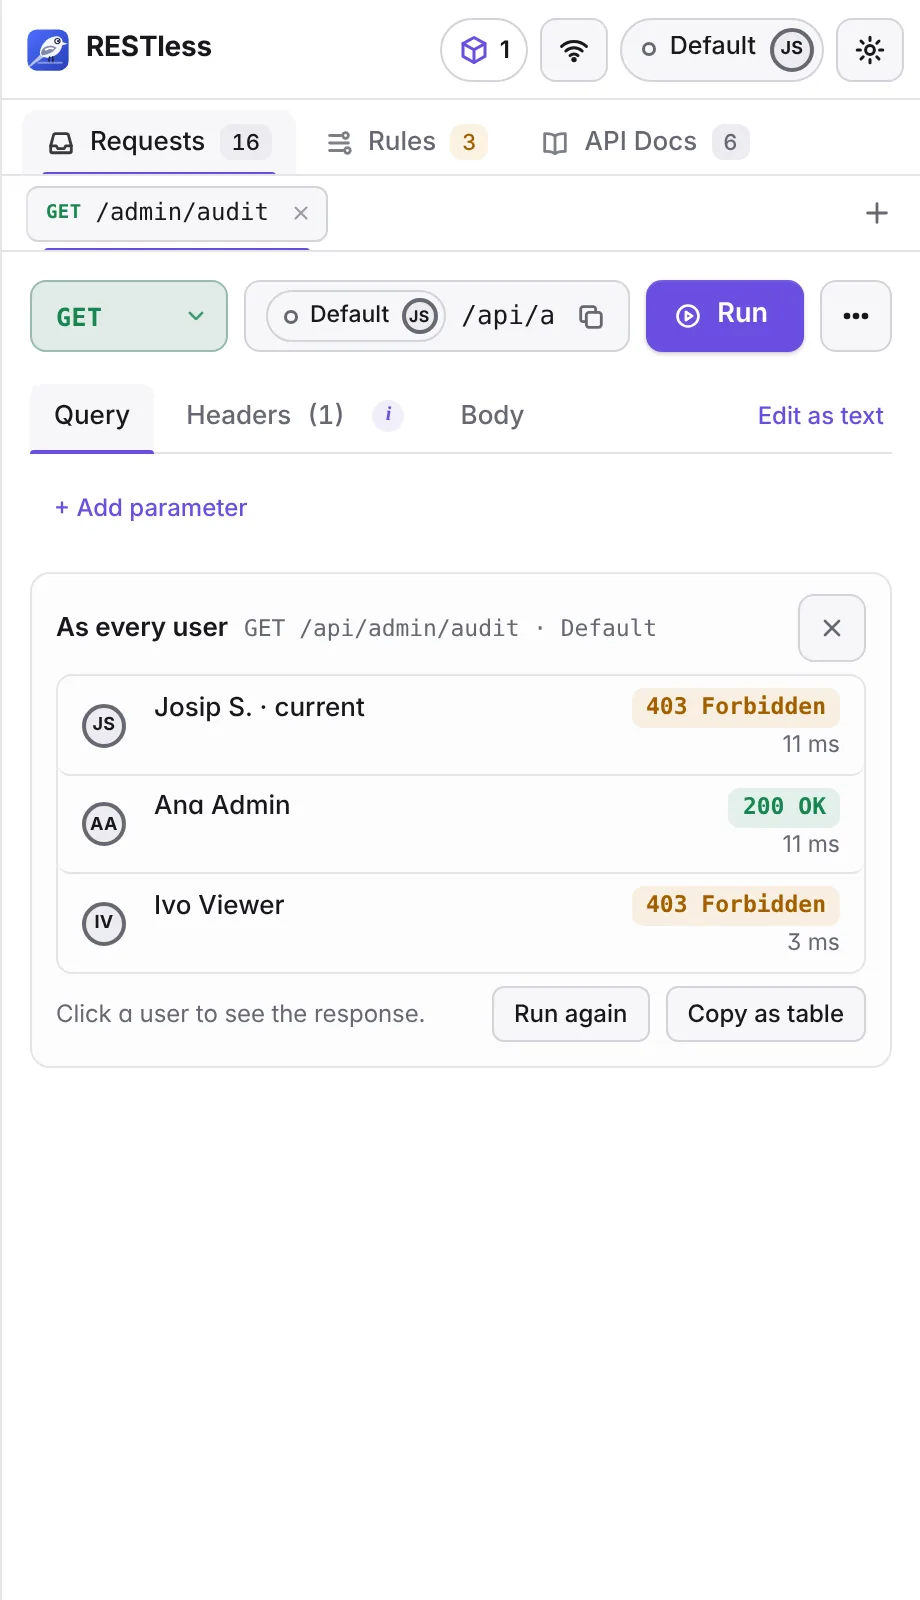 RESTless
1
Default JS
Requests 16
Rules 3
API Docs 6
GET /admin/audit
GET
Default JS /api/a
Run
Query
Headers (1)
i
Body
Edit as text
+ Add parameter
As every user GET /api/admin/audit · Default
JS Josip S. · current 403 Forbidden
11 ms
AA Ana Admin 200 OK
11 ms
IV Ivo Viewer 403 Forbidden
3 ms
Click a user to see the response.
Run again
Copy as table